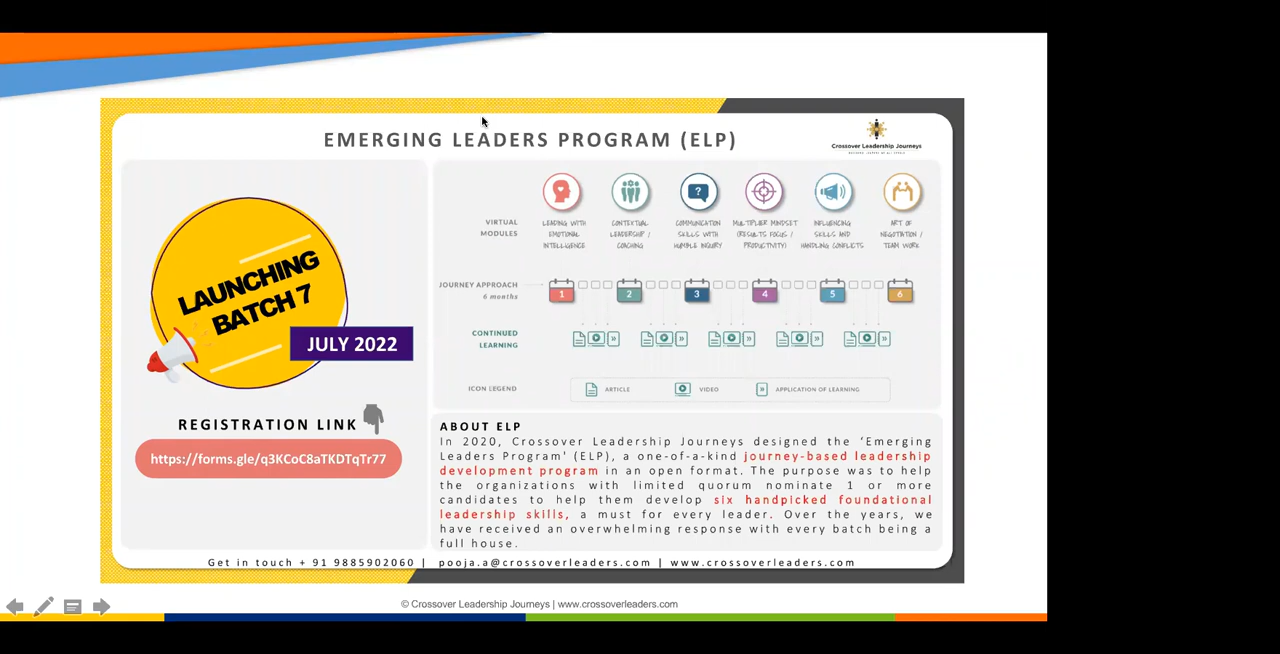 EMERGING LEADERS PROGRAM (ELP)
Crossover Leadership Journeys
LAUNCHING
BATCH 7
JULY 2022
REGISTRATION LINK
https://forms.gle/q3KCoC8aTKDTqTr77
VIRTUAL
MODULES
LEADING WITH
EMOTIONAL
INTELLIGENCE
CONTEXTUAL
LEADERSHIP /
COACHING
COMMUNICATION
SKILLS WITH
HUMBLE INQUIRY
MULTIPLIER MINDSET
(RESULTS FOCUS /
PRODUCTIVITY)
INFLUENCING
SKILLS AND
HANDLING CONFLICTS
ART OF
NEGOTIATION /
TEAM WORK
?
JOURNEY APPROACH
6 months
1 2 3 4 5 6
CONTINUED
LEARNING
ICON LEGEND
ARTICLE
VIDEO
APPLICATION OF LEARNING
ABOUT ELP
In 2020, Crossover Leadership Journeys designed the ‘Emerging
Leaders Program' (ELP), a one-of-a-kind journey-based leadership
development program in an open format. The purpose was to help
the organizations with limited quorum nominate 1 or more
candidates to help them develop six handpicked foundational
leadership skills, a must for every leader. Over the years, we
have received an overwhelming response with every batch being a
full house.
Get in touch + 91 9885902060 | pooja.a@crossoverleaders.com | www.crossoverleaders.com
© Crossover Leadership Journeys | www.crossoverleaders.com